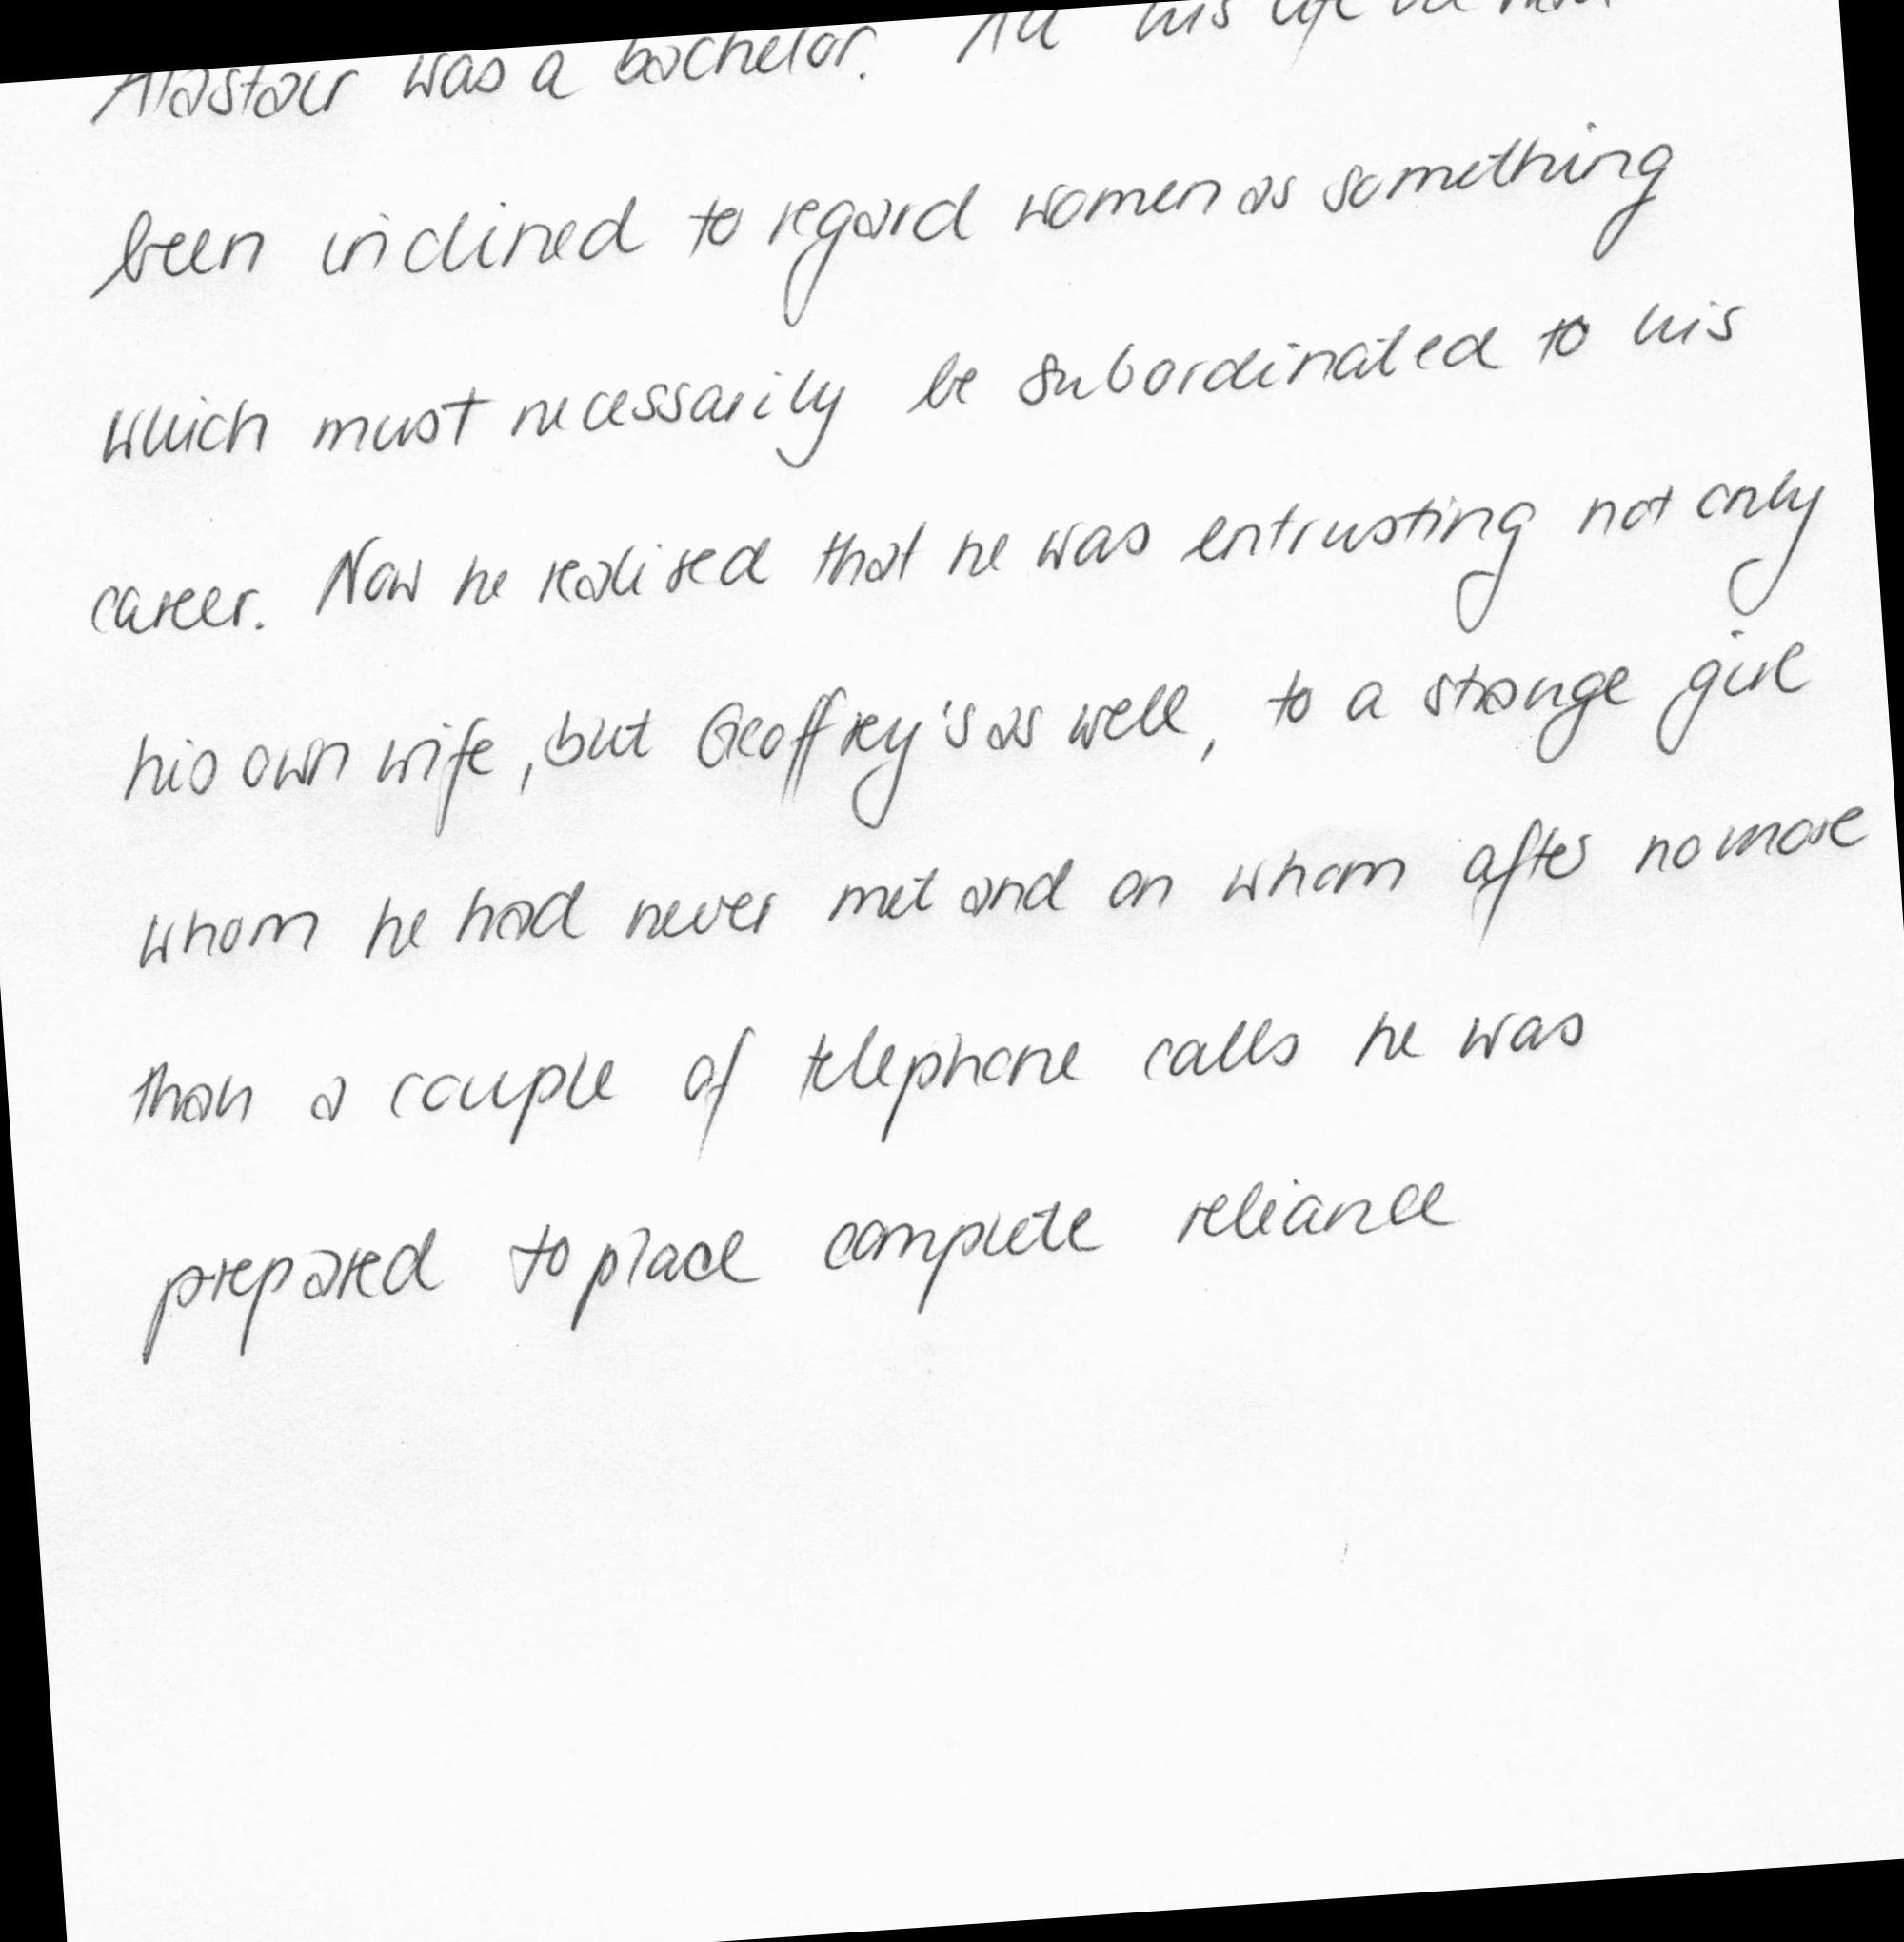 Alastair was a bachelor. All his life he had
been inclined to regard women as something
which must necessarily be subordinated to his
career. Now he realised that he was entrusting not only
his own wife, but Geoffrey's as well, to a strange girl
whom he had never met and on whom after no more
than a couple of telephone calls he was
prepared to place complete reliance